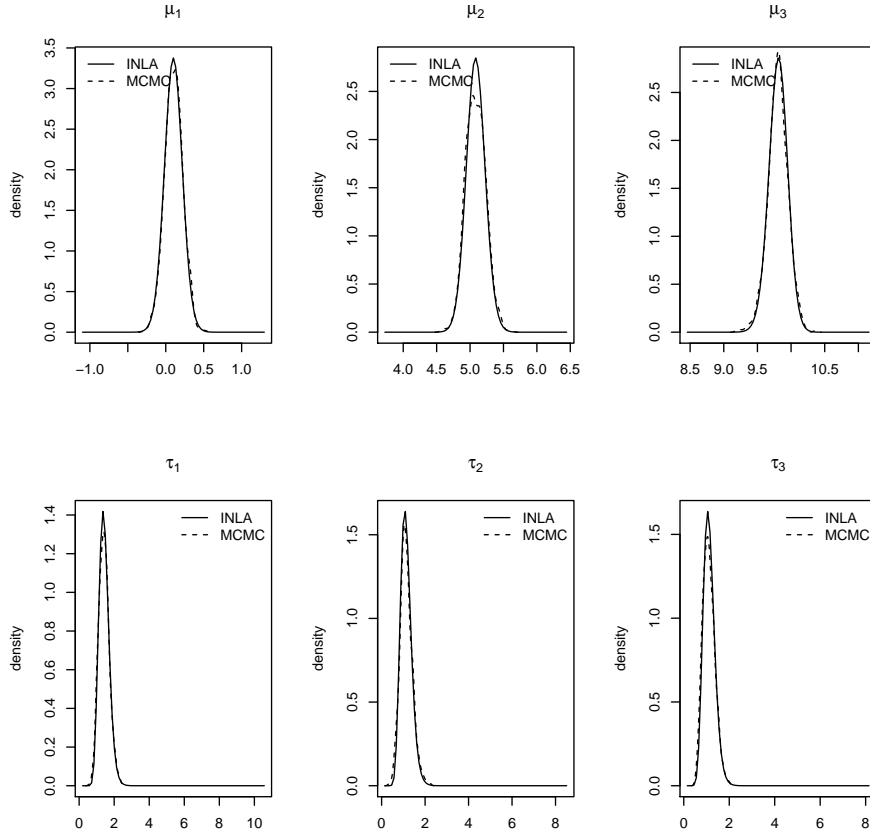 μ1
μ2
μ3
INLA
MCMC
INLA
MCMC
INLA
MCMC
density
density
density
0.0 0.5 1.0 1.5 2.0 2.5 3.0 3.5
0.0 0.5 1.0 1.5 2.0 2.5
0.0 0.5 1.0 1.5 2.0 2.5
−1.0 0.0 0.5 1.0
4.0 4.5 5.0 5.5 6.0 6.5
8.5 9.0 9.5 10.5
τ1
τ2
τ3
INLA
MCMC
INLA
MCMC
INLA
MCMC
density
density
density
0.0 0.2 0.4 0.6 0.8 1.0 1.2 1.4
0.0 0.5 1.0 1.5
0.0 0.5 1.0 1.5
0 2 4 6 8 10
0 2 4 6 8
0 2 4 6 8